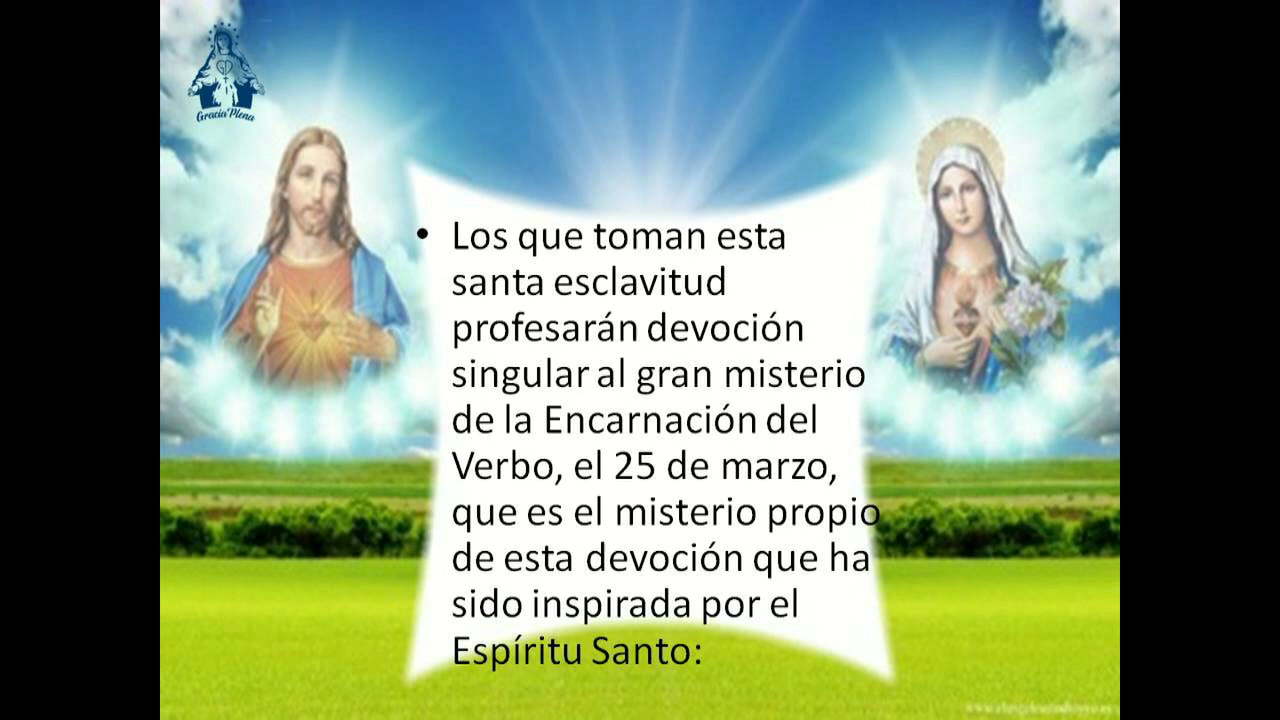 Gracia Plena
• Los que toman esta
santa esclavitud
profesarán devoción
singular al gran misterio
de la Encarnación del
Verbo, el 25 de marzo,
que es el misterio propio
de esta devoción que ha
sido inspirada por el
Espíritu Santo: